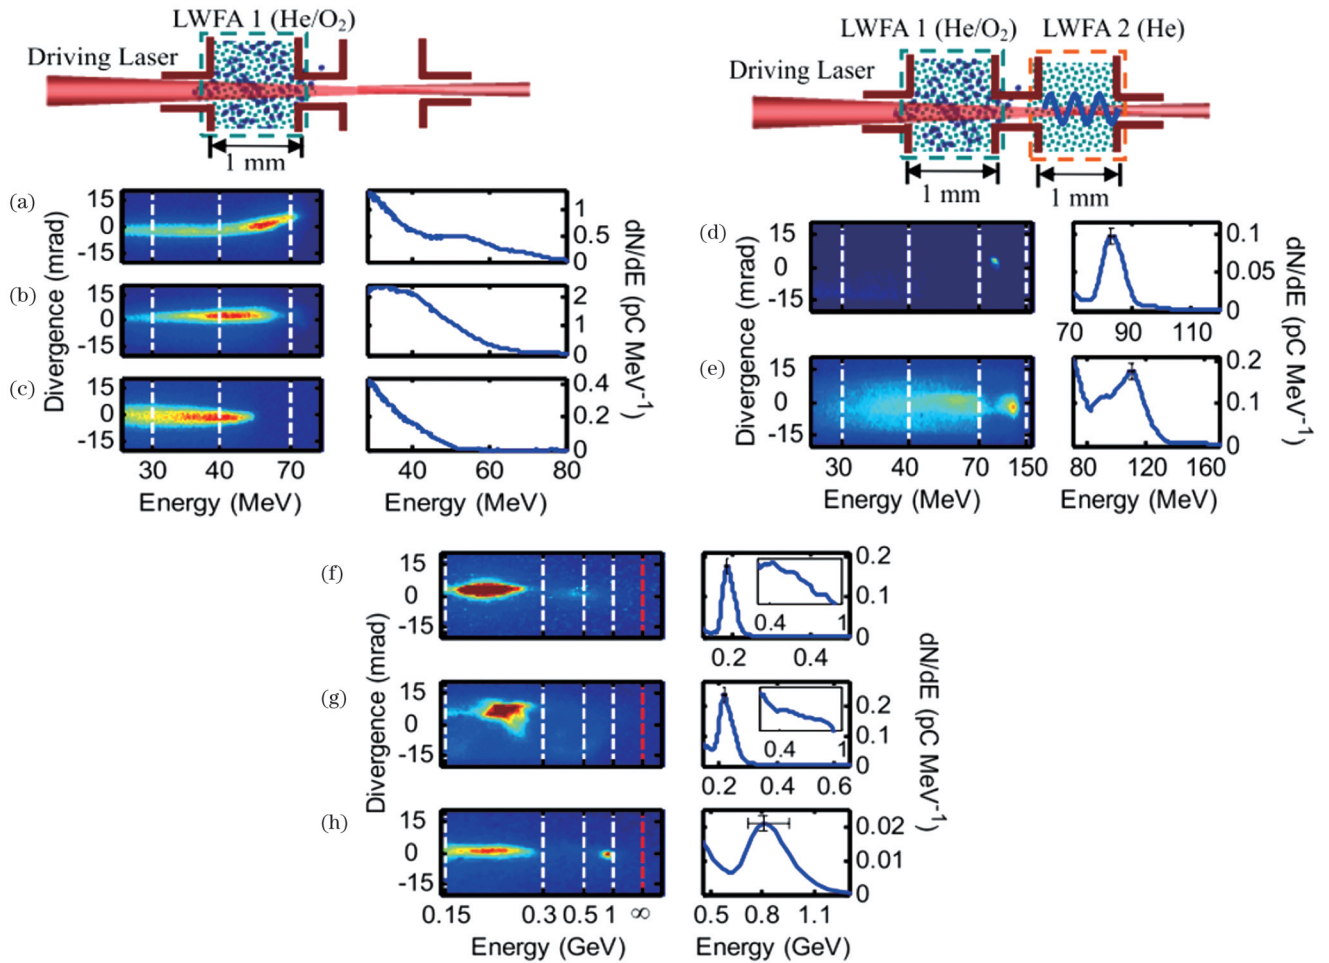 LWFA 1 (He/O2)
Driving Laser
1 mm
LWFA 1 (He/O2)
LWFA 2 (He)
Driving Laser
1 mm
1 mm
(a)
15
0
-15
1
0.5
0
(b)
15
0
-15
2
1
0
(c)
15
0
-15
0.4
0.2
0
Divergence (mrad)
dN/dE (pC MeV-1)
30
40
70
40
60
80
Energy (MeV)
Energy (MeV)
(d)
15
0
-15
0.1
0.05
0
70
90
110
(e)
15
0
-15
0.2
0.1
0
Divergence (mrad)
dN/dE (pC MeV-1)
30
40
70
150
80
120
160
Energy (MeV)
Energy (MeV)
(f)
15
0
-15
0.4
1
0.2
0.1
0
0.2
0.4
(g)
15
0
-15
0.4
1
0.2
0.1
0
0.2
0.4
0.6
(h)
15
0
-15
0.02
0.01
0
Divergence (mrad)
dN/dE (pC MeV-1)
0.15
0.3
0.5
1
∞
0.5
0.8
1.1
Energy (GeV)
Energy (GeV)